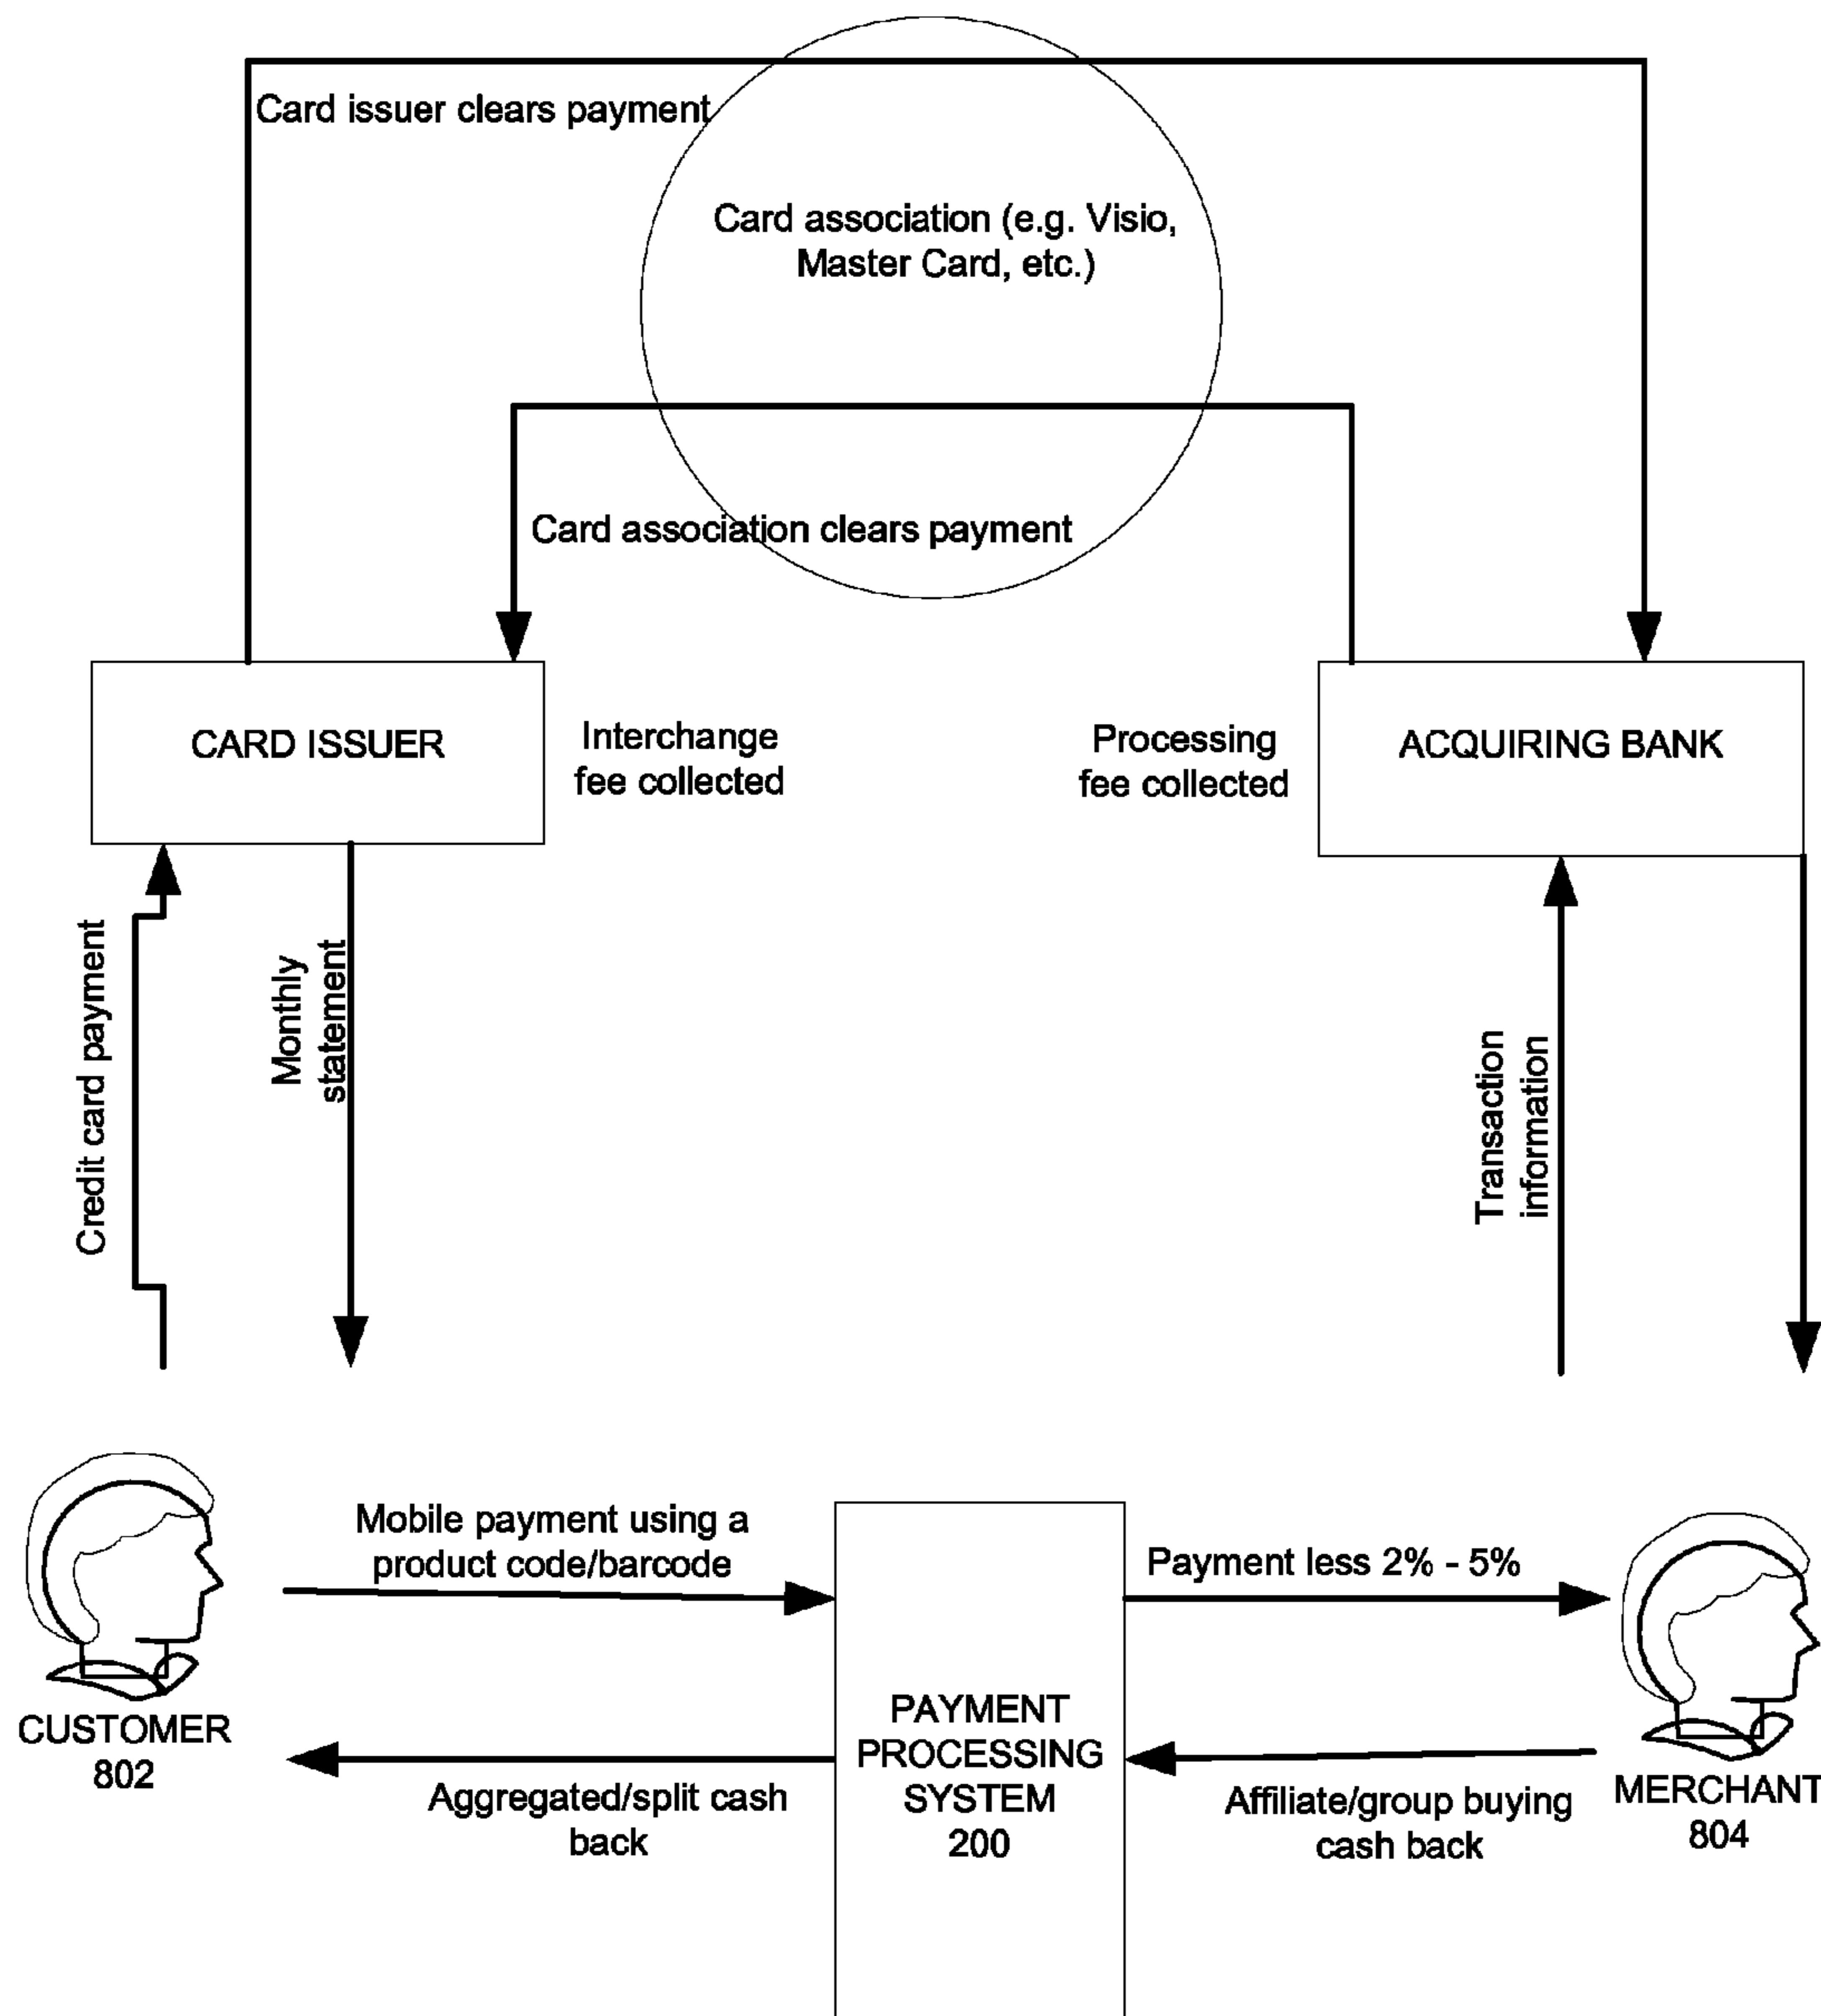 Card issuer clears payment
Card association (e.g. Visio,
Master Card, etc.)
Card association clears payment
CARD ISSUER
Interchange
fee collected
Processing
fee collected
ACQUIRING BANK
Credit card payment
Monthly
statement
Transaction
information
Mobile payment using a
product code/barcode
Payment less 2% - 5%
CUSTOMER
802
PAYMENT
PROCESSING
SYSTEM
200
MERCHANT
804
Aggregated/split cash
back
Affiliate/group buying
cash back